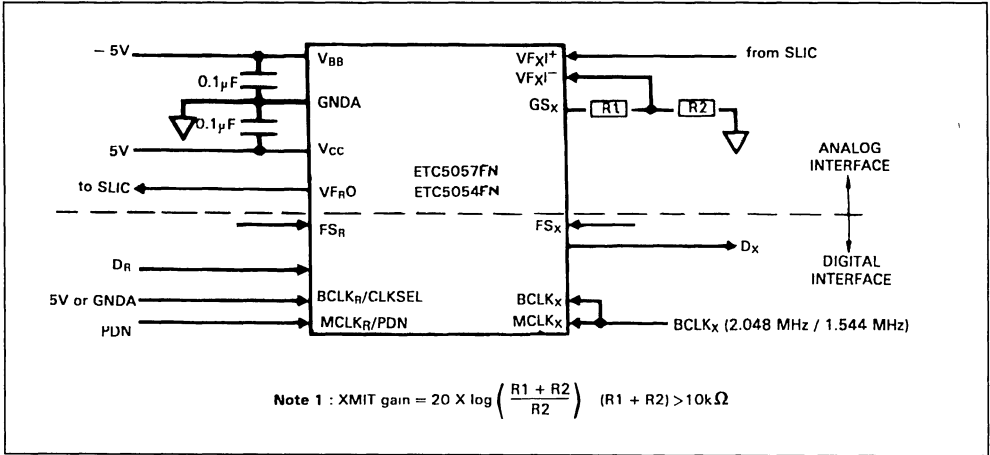 – 5V
VBB
VFXI+
from SLIC
VFXI–
0.1µF
GNDA
GSX
R1
R2
0.1µF
5V
VCC
ANALOG
INTERFACE
ETC5057FN
ETC5054FN
to SLIC
VFRO
FSR
FSX
DX
DR
DIGITAL
INTERFACE
5V or GNDA
BCLKR/CLKSEL
BCLKX
PDN
MCLKR/PDN
MCLKX
BCLKX (2.048 MHz / 1.544 MHz)
Note 1 : XMIT gain = 20 X log ( R1 + R2 / R2 ) (R1 + R2) > 10kΩ